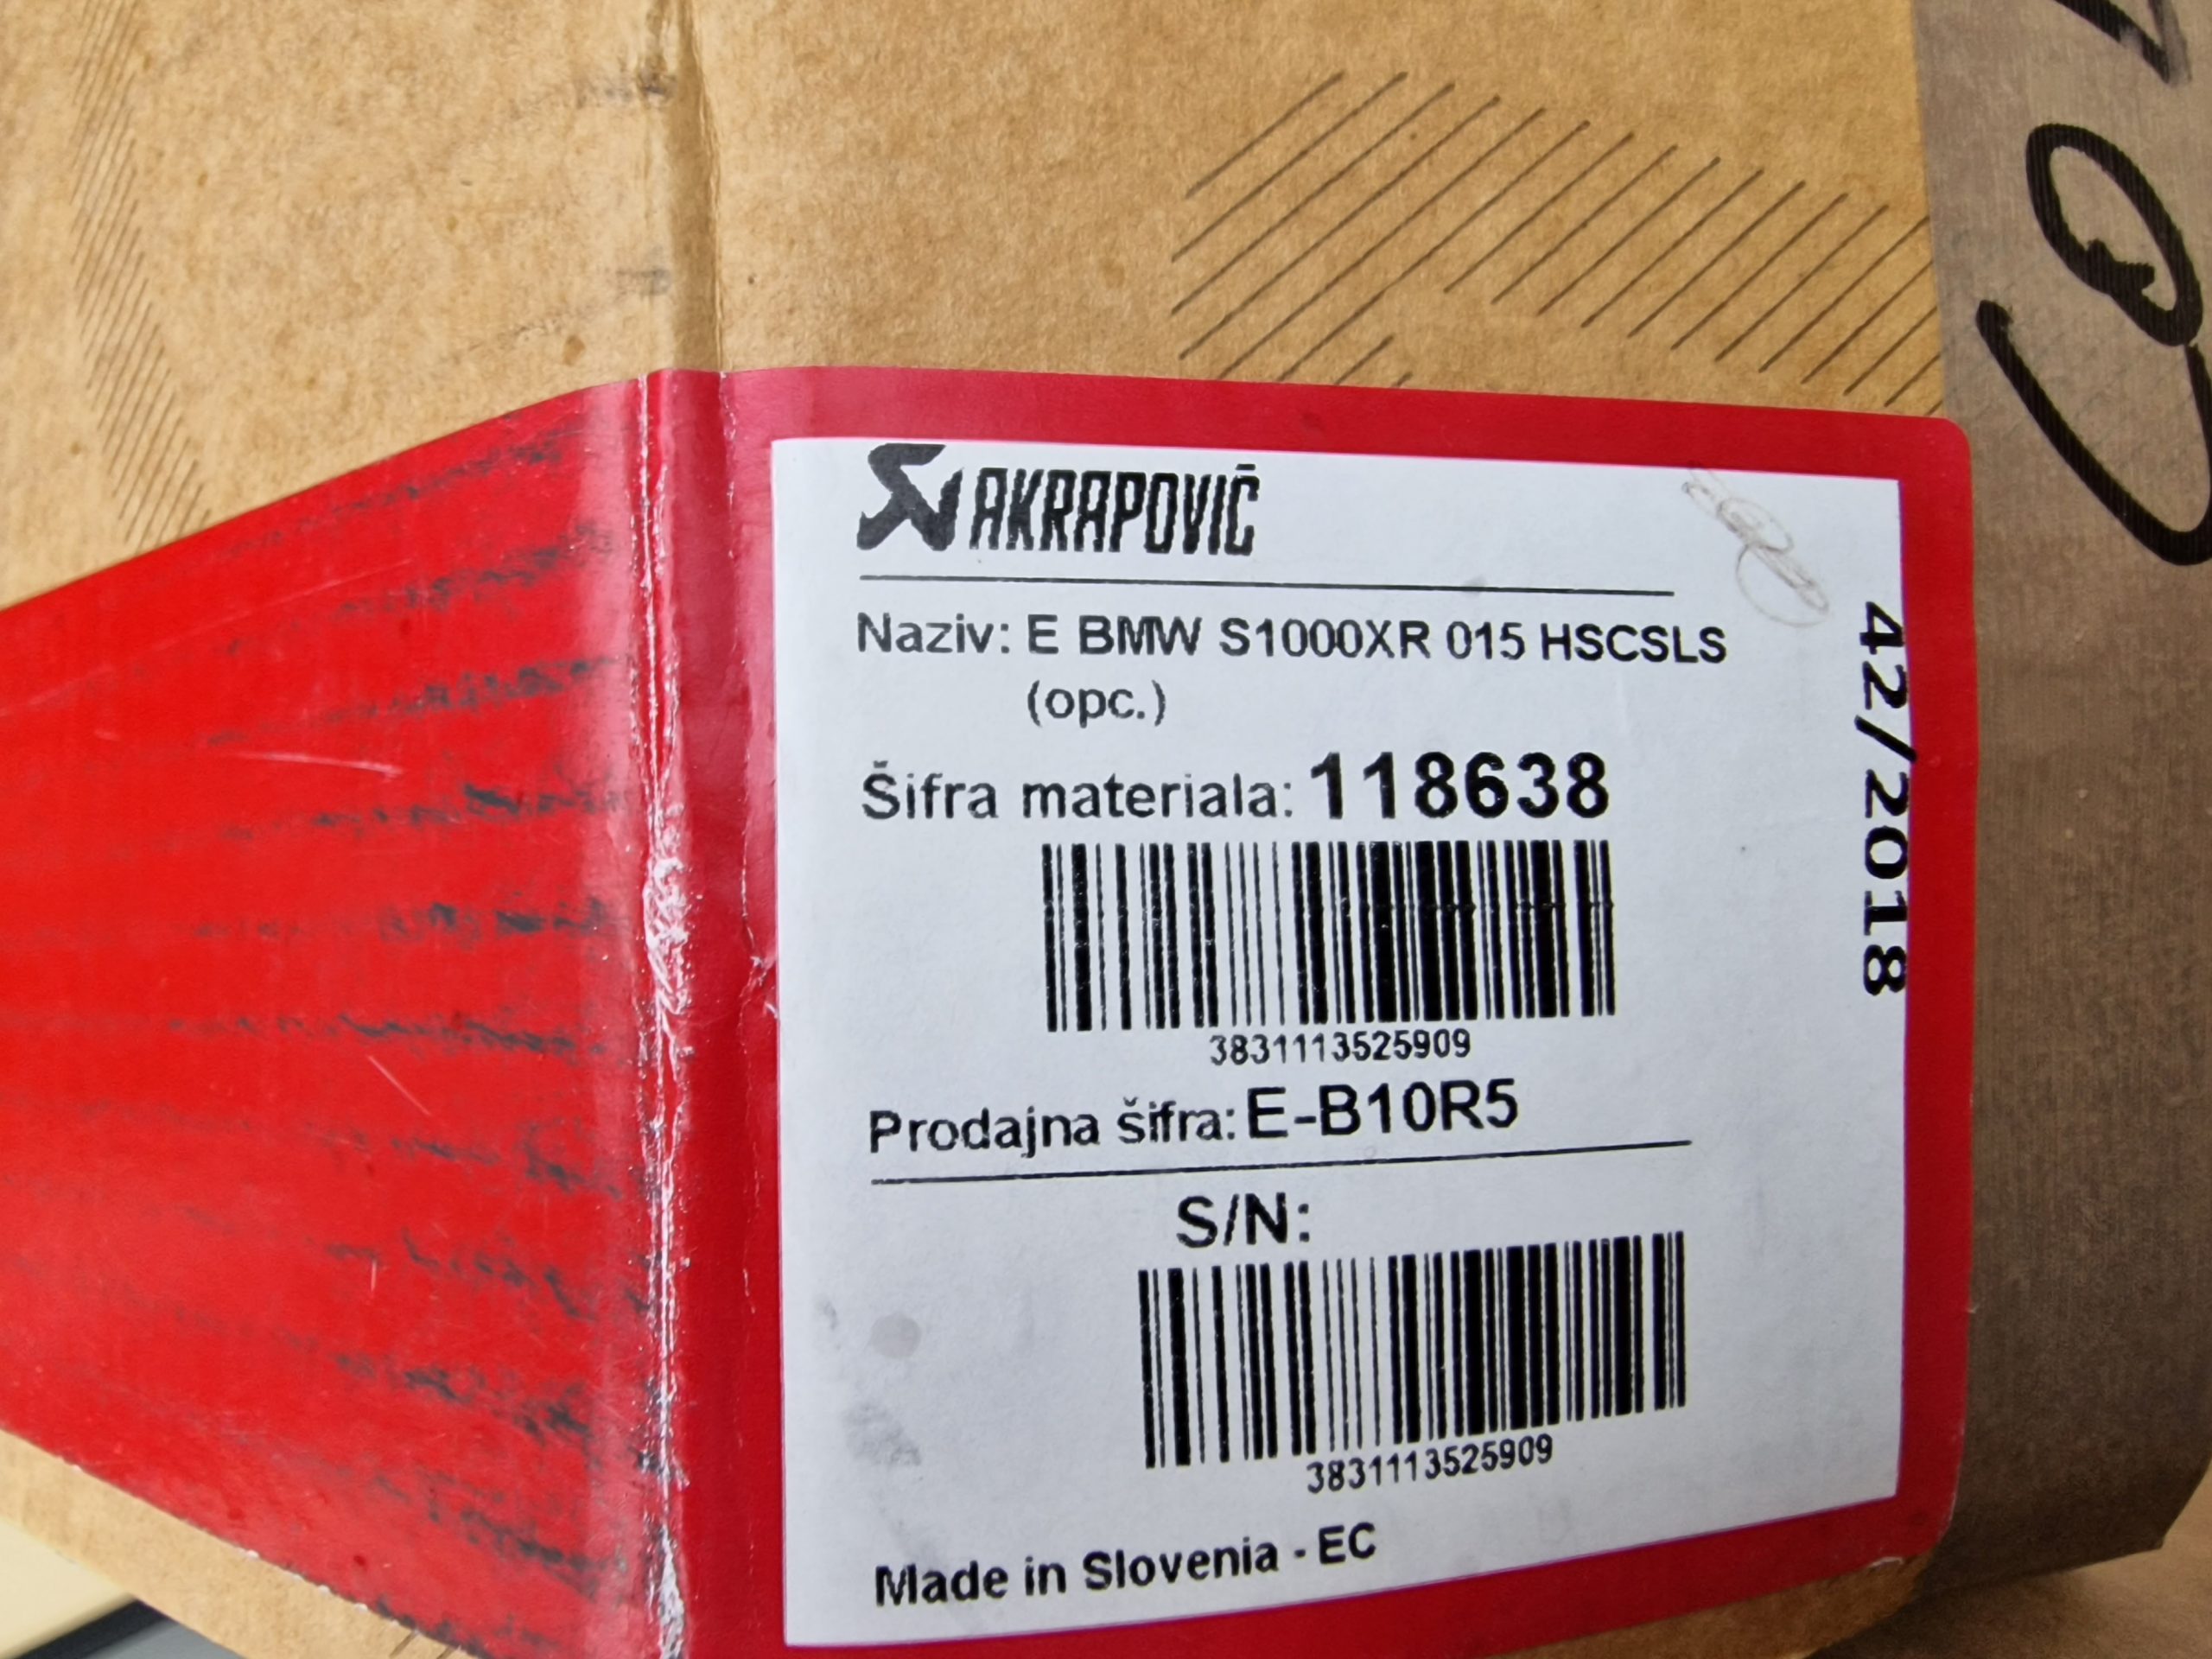 AKRAPOVIČ
Naziv: E BMW S1000XR 015 HSCSLS
(opc.)
Šifra materiala: 118638
3831113525909
Prodajna šifra: E-B10R5
S/N:
3831113525909
Made in Slovenia - EC
42/2018